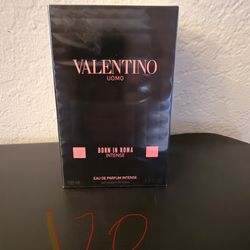 VALENTINO
UOMO
BORN IN ROMA
INTENSE
EAU DE PARFUM INTENSE